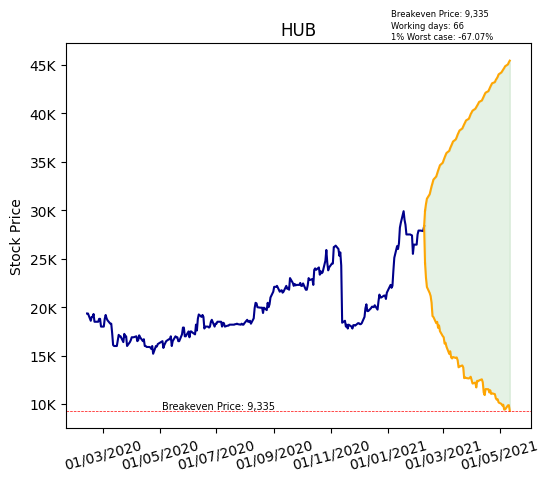 Breakeven Price: 9,335
Working days: 66
1% Worst case: -67.07%
HUB
Stock Price
45K
40K
35K
30K
25K
20K
15K
10K
Breakeven Price: 9,335
01/03/2020
01/05/2020
01/07/2020
01/09/2020
01/11/2020
01/01/2021
01/03/2021
01/05/2021